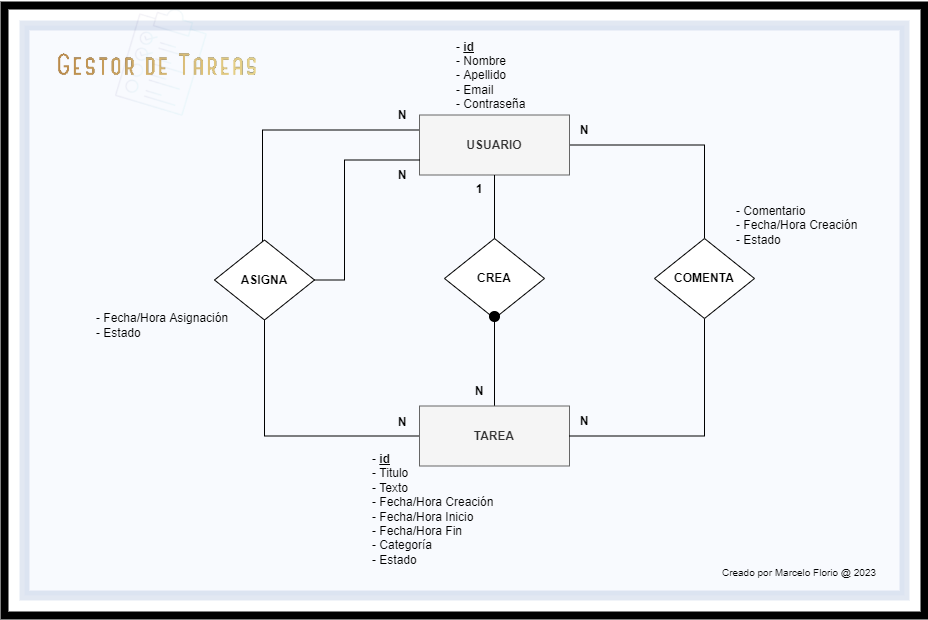 GESTOR DE TAREAS
- id
- Nombre
- Apellido
- Email
- Contraseña
N
USUARIO
N
N
1
- Comentario
- Fecha/Hora Creación
- Estado
ASIGNA
CREA
COMENTA
- Fecha/Hora Asignación
- Estado
N
N
TAREA
N
- id
- Titulo
- Texto
- Fecha/Hora Creación
- Fecha/Hora Inicio
- Fecha/Hora Fin
- Categoría
- Estado
Creado por Marcelo Florio @ 2023